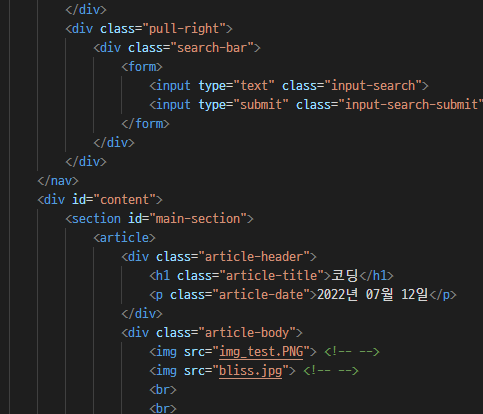 </div>
<div class="pull-right">
<div class="search-bar">
<form>
<input type="text" class="input-search">
<input type="submit" class="input-search-submit"
</form>
</div>
</div>
</nav>
<div id="content">
<section id="main-section">
<article>
<div class="article-header">
<h1 class="article-title">코딩</h1>
<p class="article-date">2022년 07월 12일</p>
</div>
<div class="article-body">
<img src="img_test.PNG"> <!-- -->
<img src="bliss.jpg"> <!-- -->
<br>
<br>